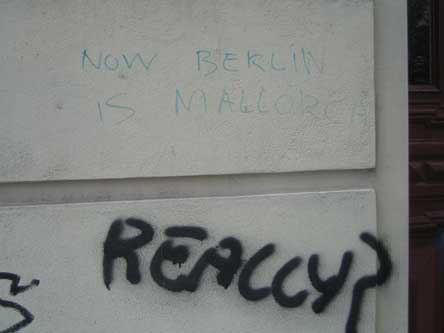 NOW BERLIN
IS MALLORCA
REALLY?